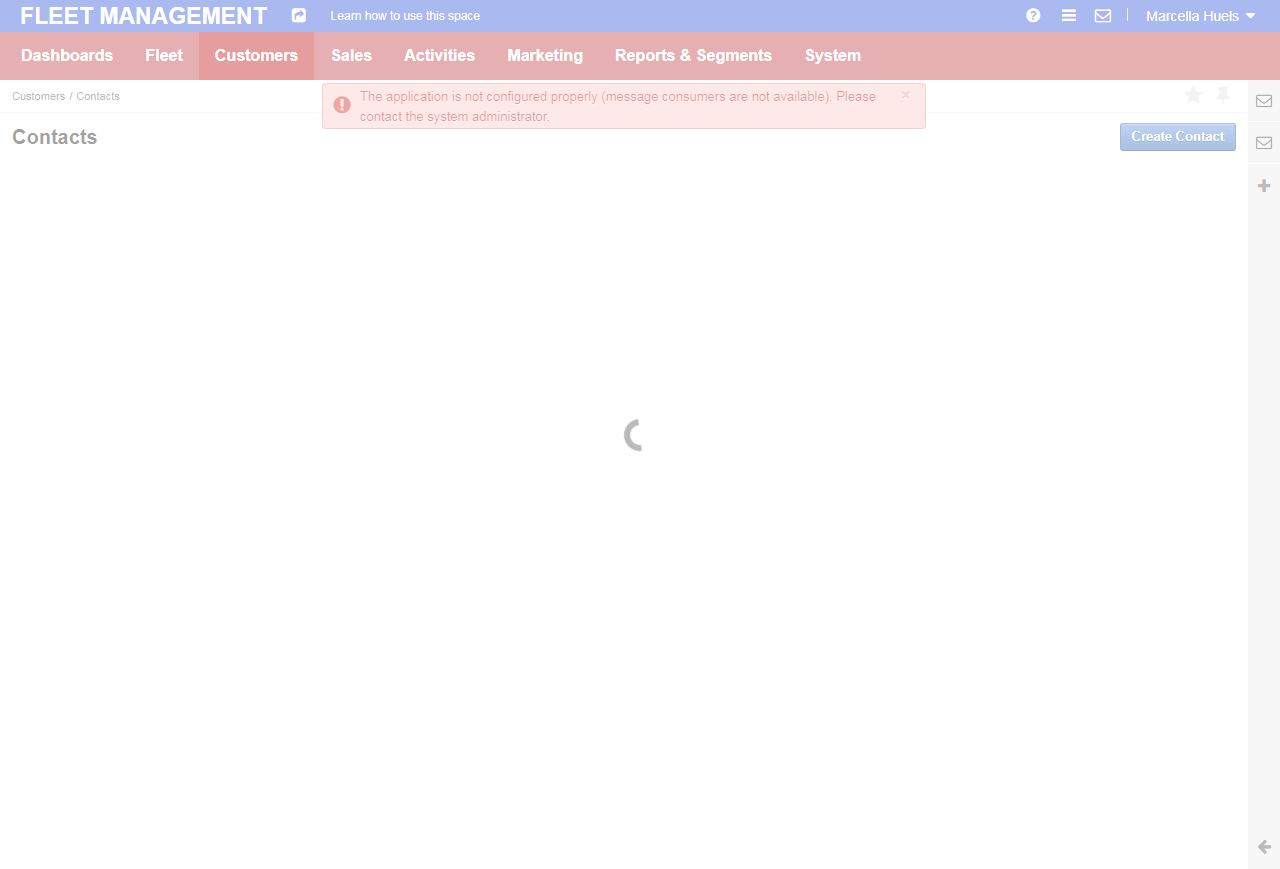 FLEET MANAGEMENT Learn how to use this space Marcella Huels
Dashboards Fleet Customers Sales Activities Marketing Reports & Segments System
Customers / Contacts
The application is not configured properly (message consumers are not available). Please
contact the system administrator.
×
Contacts
Create Contact